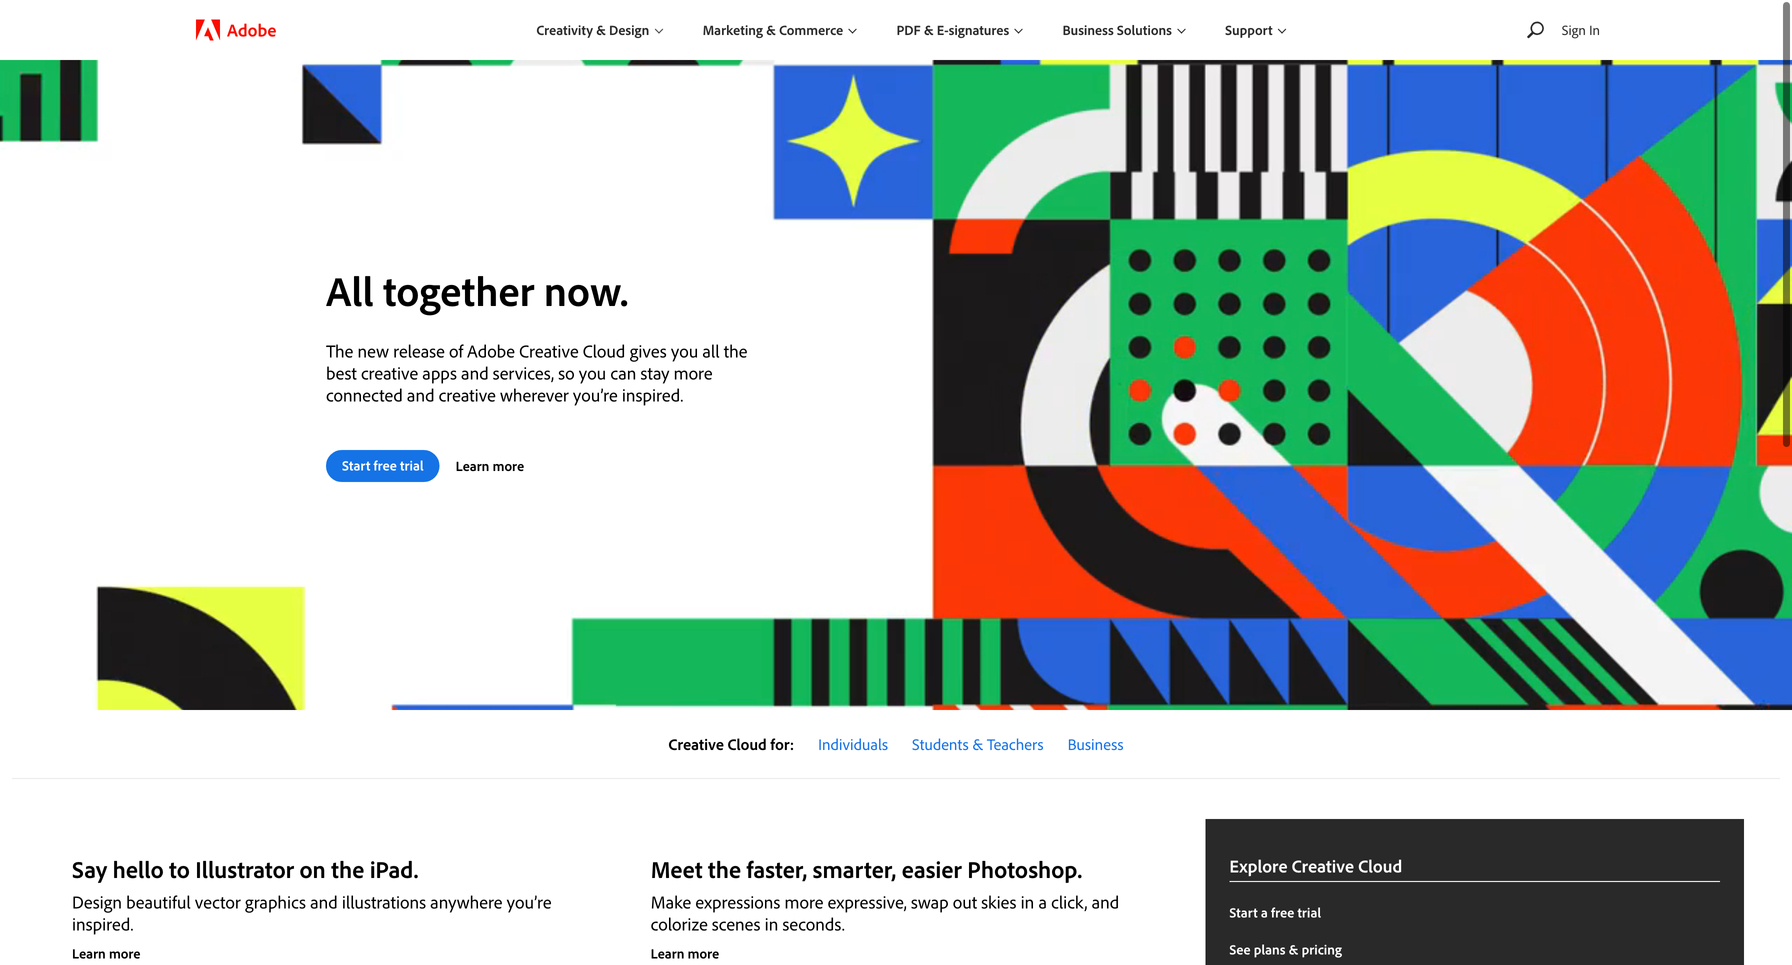 Adobe
Creativity & Design
Marketing & Commerce
PDF & E-signatures
Business Solutions
Support
Sign In
All together now.
The new release of Adobe Creative Cloud gives you all the
best creative apps and services, so you can stay more
connected and creative wherever you’re inspired.
Start free trial
Learn more
Creative Cloud for:
Individuals
Students & Teachers
Business
Say hello to Illustrator on the iPad.
Design beautiful vector graphics and illustrations anywhere you’re
inspired.
Learn more
Meet the faster, smarter, easier Photoshop.
Make expressions more expressive, swap out skies in a click, and
colorize scenes in seconds.
Learn more
Explore Creative Cloud
Start a free trial
See plans & pricing